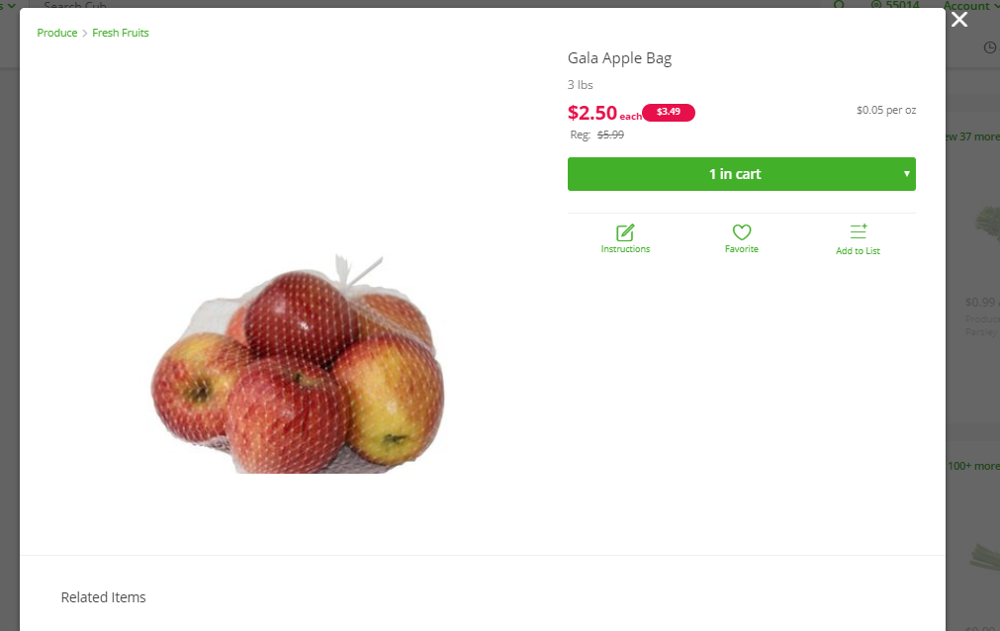 Search Cub
55014
Account
Produce > Fresh Fruits
Gala Apple Bag
3 lbs
$2.50 each $3.49
$0.05 per oz
Reg: $5.99
1 in cart
Instructions
Favorite
Add to List
ew 37 more
$0.99
Produc
Parsley
100+ more
Related Items